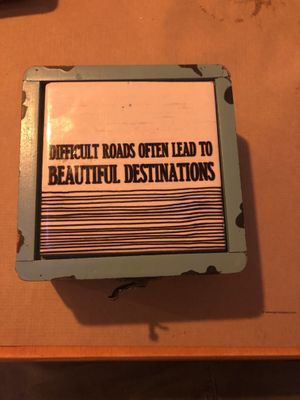 DIFFICULT ROADS OFTEN LEAD TO
BEAUTIFUL DESTINATIONS